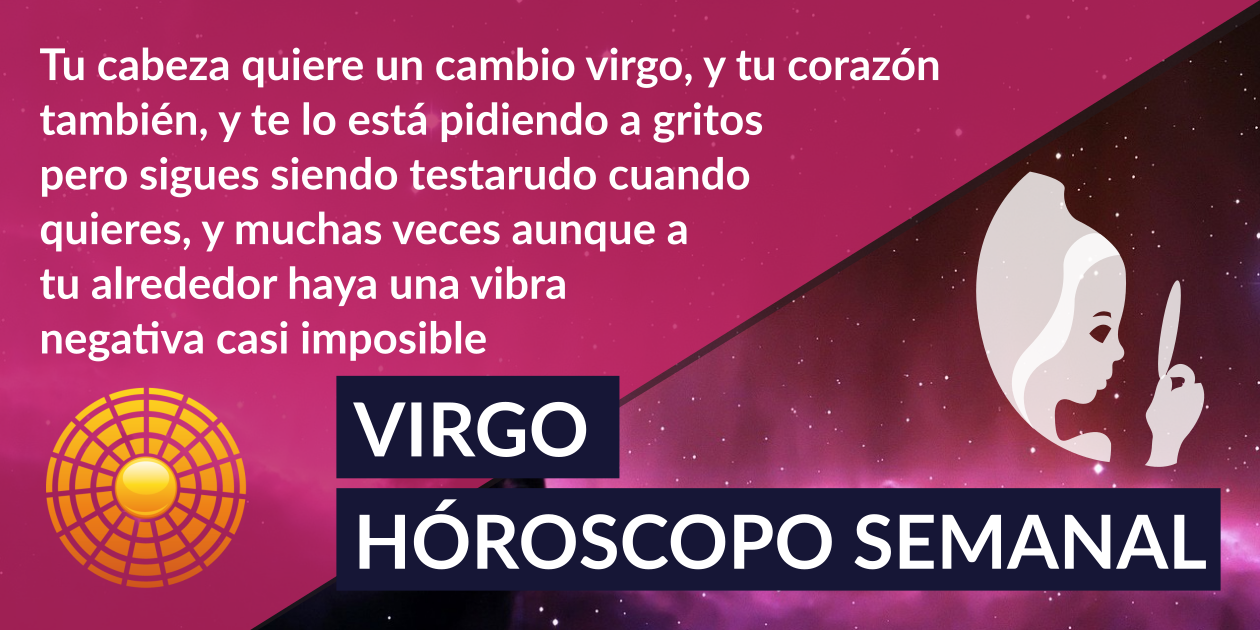 Tu cabeza quiere un cambio virgo, y tu corazón
también, y te lo está pidiendo a gritos
pero sigues siendo testarudo cuando
quieres, y muchas veces aunque a
tu alrededor haya una vibra
negativa casi imposible
VIRGO
HÓROSCOPO SEMANAL